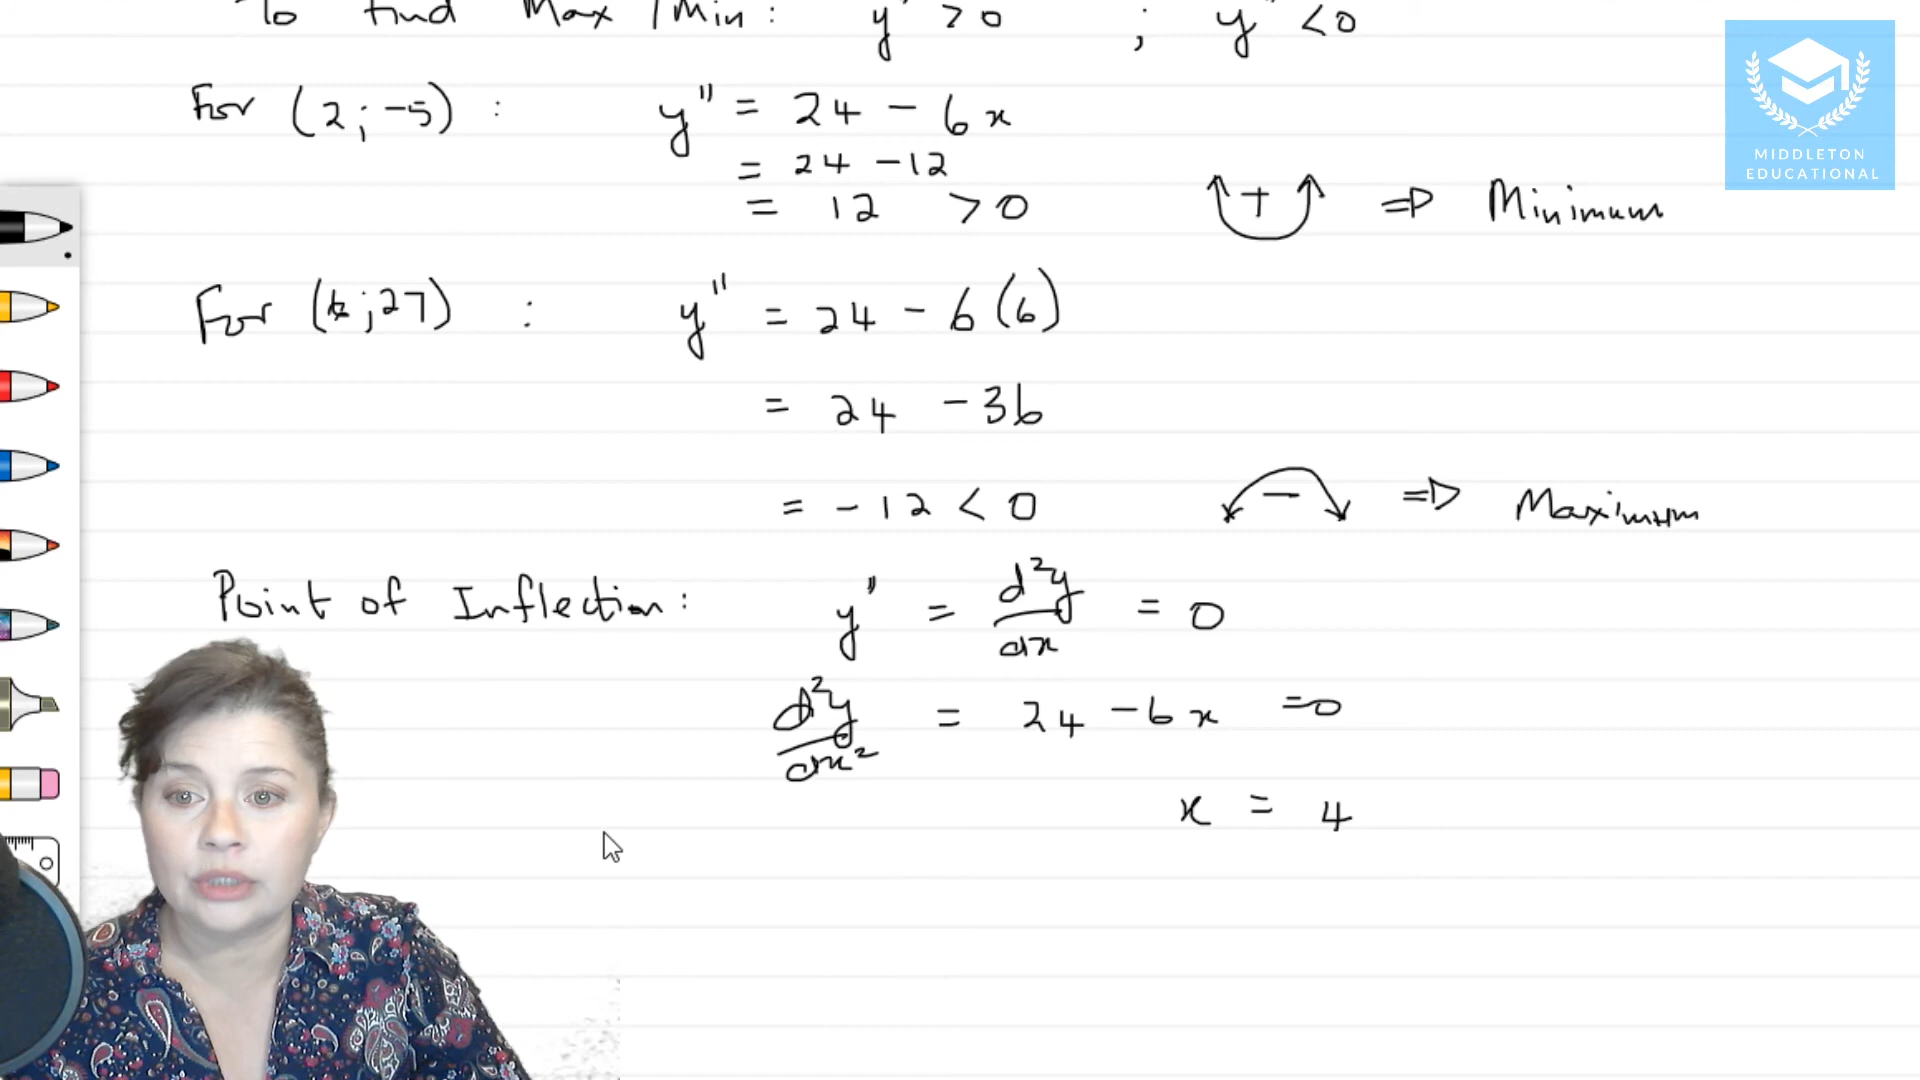 To find Max / Min : y" > 0 ; y" < 0
MIDDLETON
EDUCATIONAL
For (2 ; -5) : y" = 24 - 6x
= 24 - 12
= 12 > 0 + ⇒ Minimum
For (6 ; 27) : y" = 24 - 6(6)
= 24 - 36
= -12 < 0 - ⇒ Maximum
Point of Inflection : y" = d²y/dx = 0
d²y/dx² = 24 - 6x = 0
x = 4